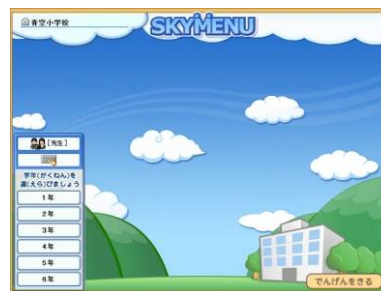 青空小学校
SKYMENU
[先生]
学年(がくねん)を
選(えら)びましょう
1年
2年
3年
4年
5年
6年
でんげんをきる